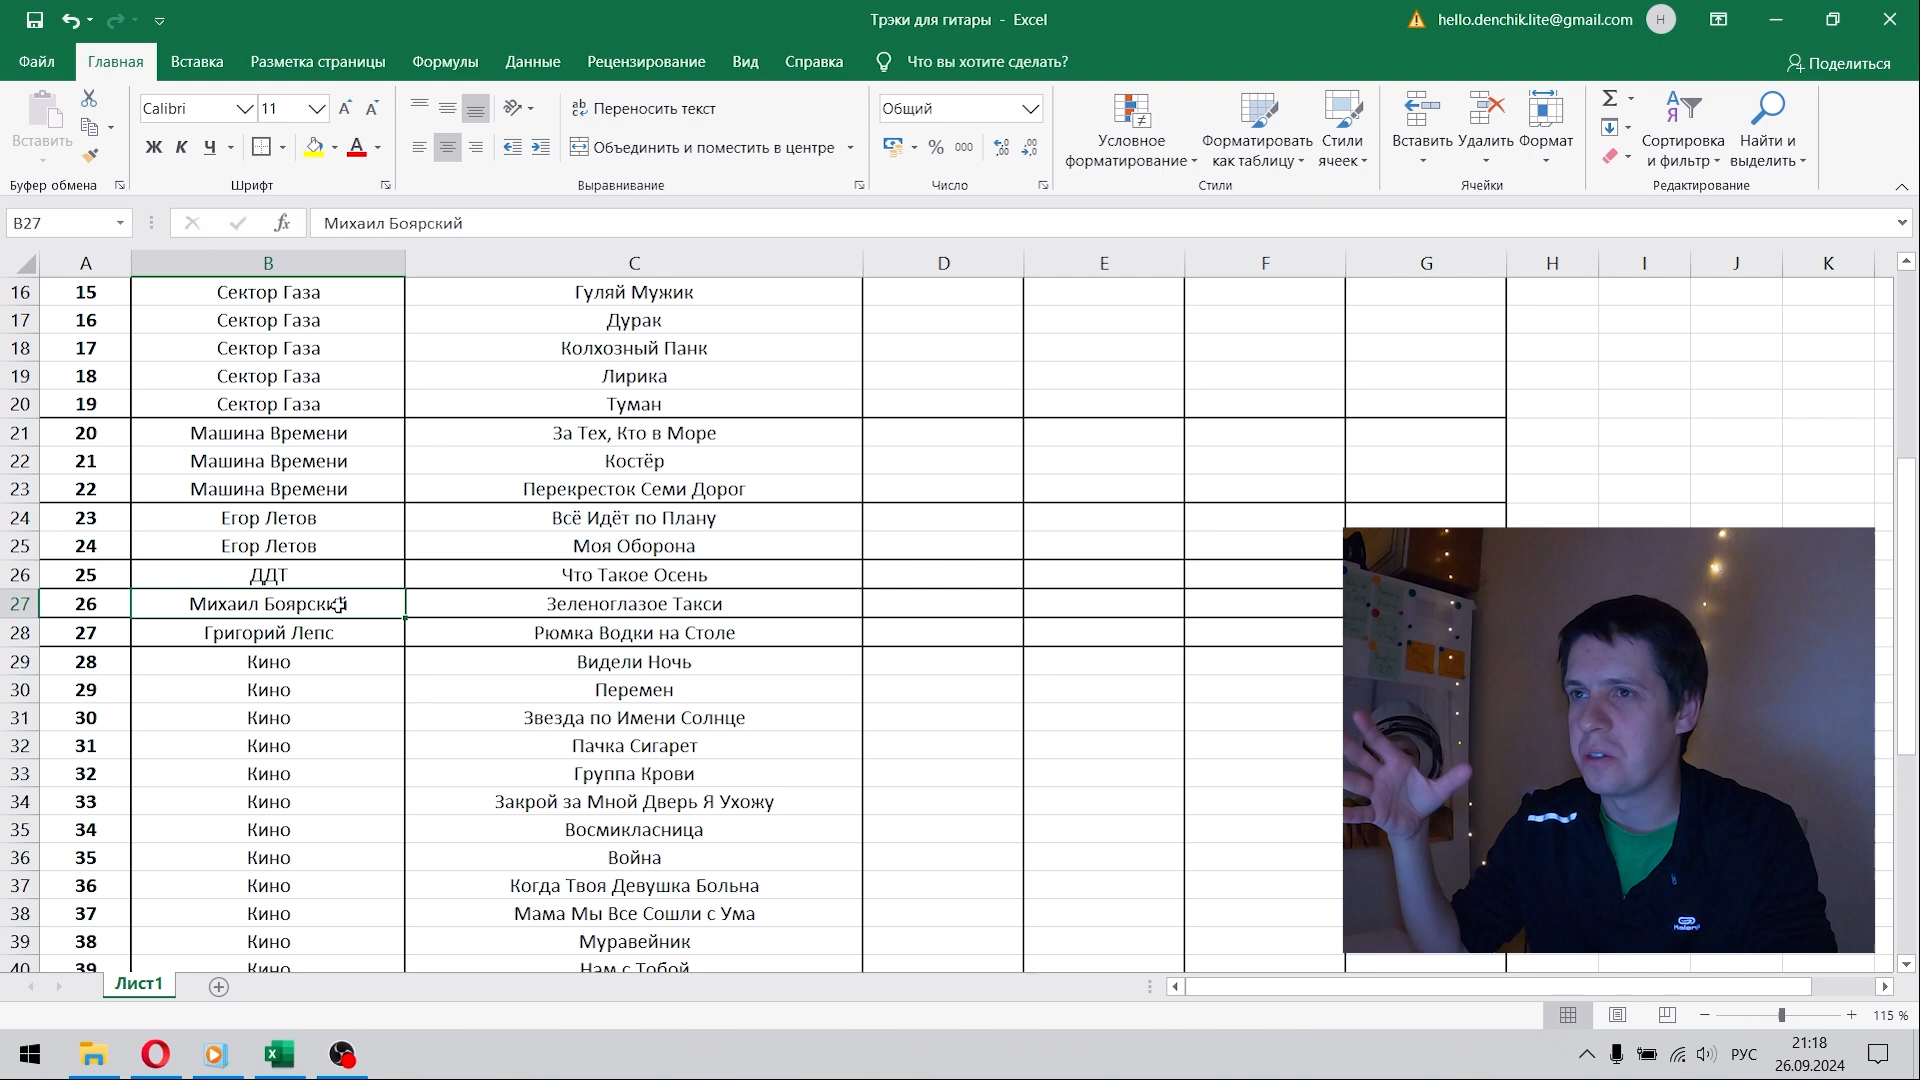 Трэки для гитары - Excel
hello.denchik.lite@gmail.com
H
Файл Главная Вставка Разметка страницы Формулы Данные Рецензирование Вид Справка Что вы хотите сделать? Поделиться
Вставить
Буфер обмена
Calibri 11
Ж К Ч
Шрифт
Переносить текст
Объединить и поместить в центре
Выравнивание
Общий
% 000
Число
Условное форматирование
Форматировать как таблицу
Стили ячеек
Стили
Вставить Удалить Формат
Ячейки
Сортировка и фильтр
Найти и выделить
Редактирование
B27 fx Михаил Боярский
A B C D E F G H I J K
16 15 Сектор Газа Гуляй Мужик
17 16 Сектор Газа Дурак
18 17 Сектор Газа Колхозный Панк
19 18 Сектор Газа Лирика
20 19 Сектор Газа Туман
21 20 Машина Времени За Тех, Кто в Море
22 21 Машина Времени Костёр
23 22 Машина Времени Перекресток Семи Дорог
24 23 Егор Летов Всё Идёт по Плану
25 24 Егор Летов Моя Оборона
26 25 ДДТ Что Такое Осень
27 26 Михаил Боярский Зеленоглазое Такси
28 27 Григорий Лепс Рюмка Водки на Столе
29 28 Кино Видели Ночь
30 29 Кино Перемен
31 30 Кино Звезда по Имени Солнце
32 31 Кино Пачка Сигарет
33 32 Кино Группа Крови
34 33 Кино Закрой за Мной Дверь Я Ухожу
35 34 Кино Восмикласница
36 35 Кино Война
37 36 Кино Когда Твоя Девушка Больна
38 37 Кино Мама Мы Все Сошли с Ума
39 38 Кино Муравейник
40 39 Кино Нам с Тобой
Лист1
115 %
РУС
21:18
26.09.2024